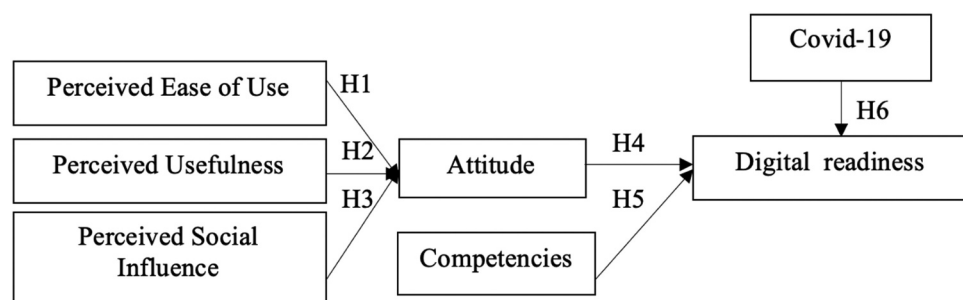 Covid-19
Perceived Ease of Use
H1
H6
Perceived Usefulness
H2
Attitude
H4
Digital readiness
H3
H5
Perceived Social
Influence
Competencies